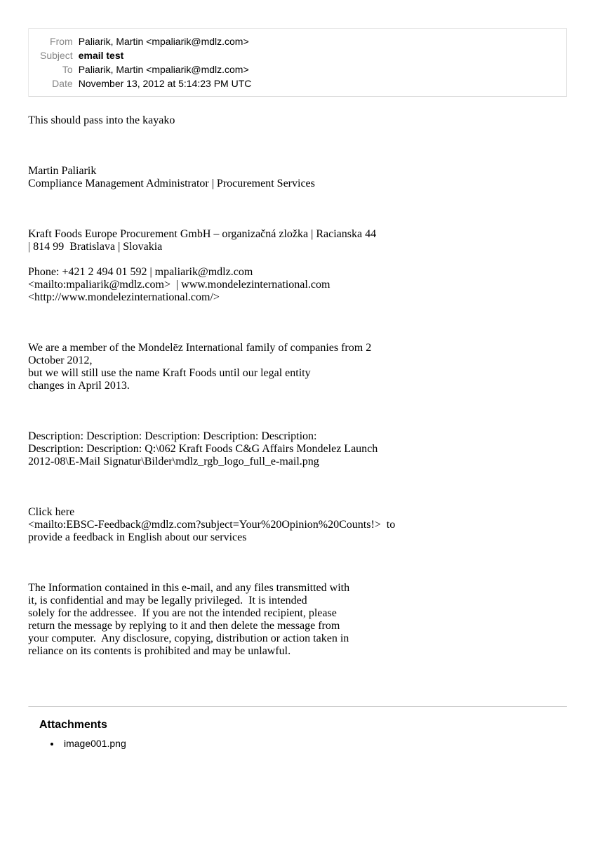 From Paliarik, Martin <mpaliarik@mdlz.com>
Subject email test
To Paliarik, Martin <mpaliarik@mdlz.com>
Date November 13, 2012 at 5:14:23 PM UTC
This should pass into the kayako
Martin Paliarik
Compliance Management Administrator | Procurement Services
Kraft Foods Europe Procurement GmbH – organizačná zložka | Racianska 44
| 814 99  Bratislava | Slovakia
Phone: +421 2 494 01 592 | mpaliarik@mdlz.com
<mailto:mpaliarik@mdlz.com>  | www.mondelezinternational.com
<http://www.mondelezinternational.com/>
We are a member of the Mondelēz International family of companies from 2
October 2012,
but we will still use the name Kraft Foods until our legal entity
changes in April 2013.
Description: Description: Description: Description: Description:
Description: Description: Q:\062 Kraft Foods C&G Affairs Mondelez Launch
2012-08\E-Mail Signatur\Bilder\mdlz_rgb_logo_full_e-mail.png
Click here
<mailto:EBSC-Feedback@mdlz.com?subject=Your%20Opinion%20Counts!>  to
provide a feedback in English about our services
The Information contained in this e-mail, and any files transmitted with
it, is confidential and may be legally privileged.  It is intended
solely for the addressee.  If you are not the intended recipient, please
return the message by replying to it and then delete the message from
your computer.  Any disclosure, copying, distribution or action taken in
reliance on its contents is prohibited and may be unlawful.
Attachments
• image001.png